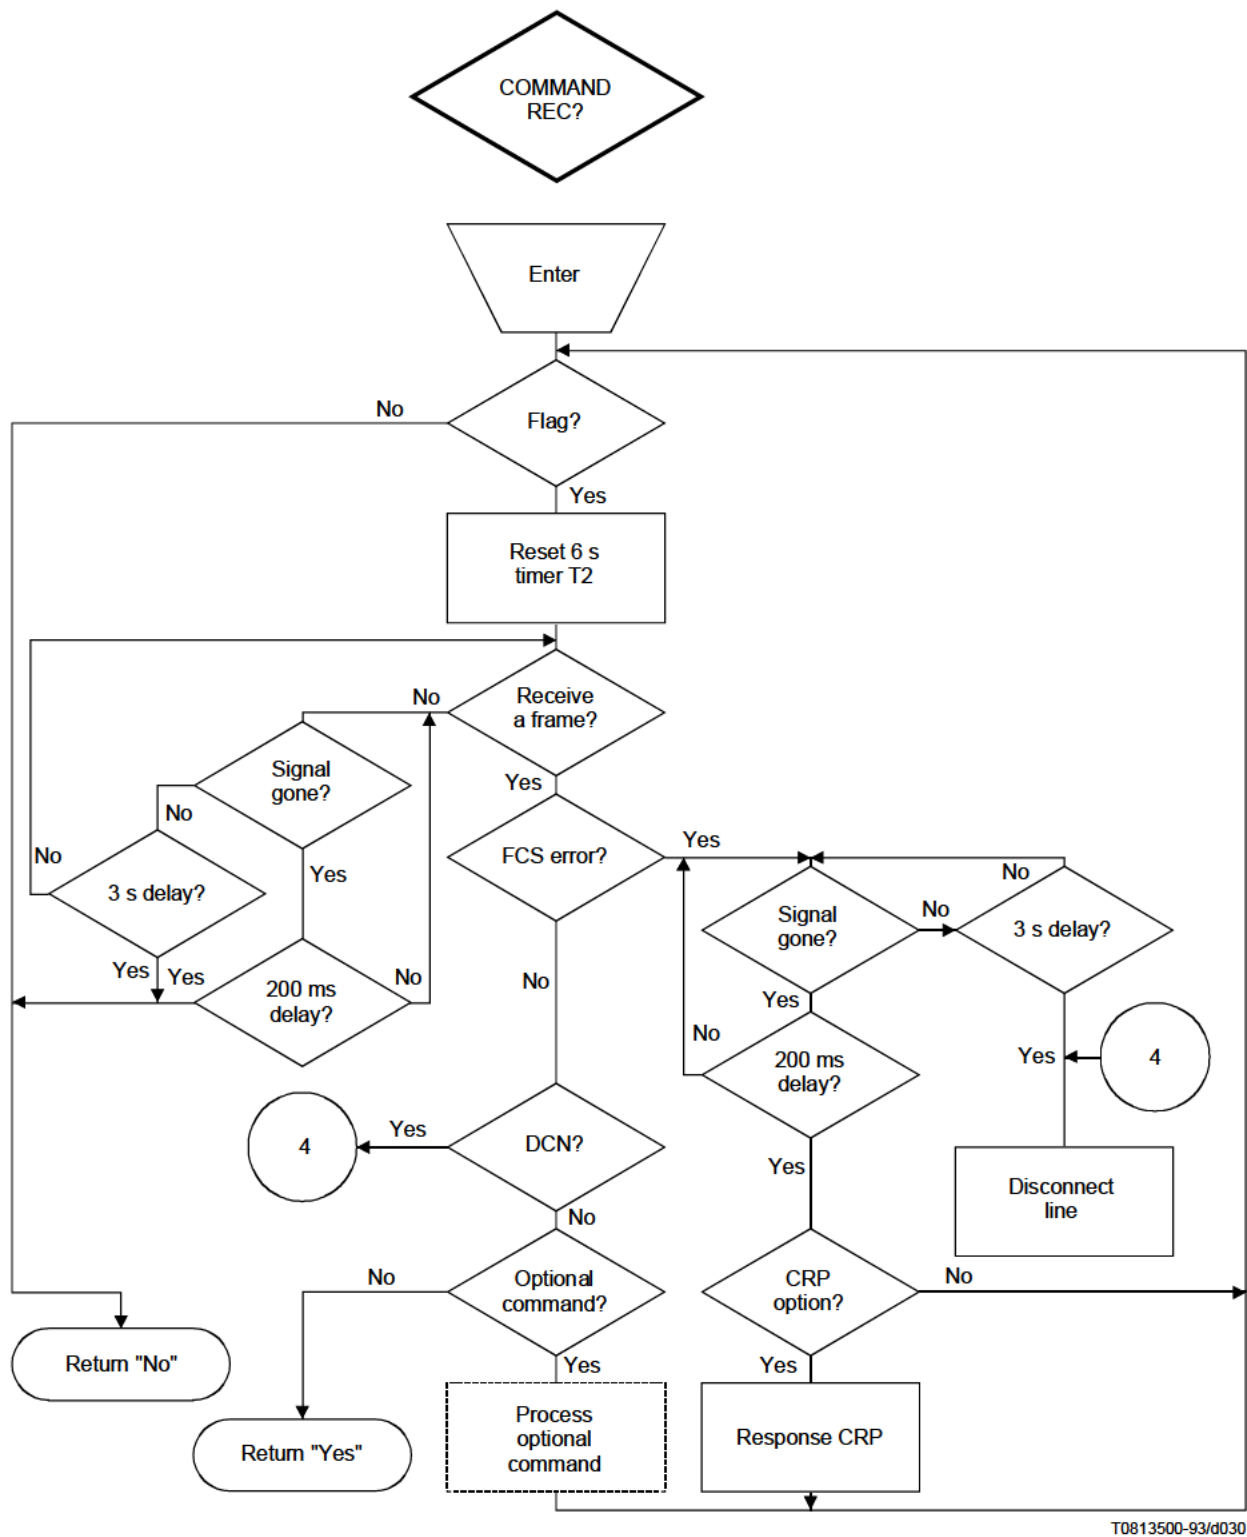 COMMAND
REC?
Enter
No
Flag?
Yes
Reset 6 s
timer T2
No
Receive
a frame?
Signal
gone?
Yes
No
Yes
No
FCS error?
3 s delay?
Yes
No
Signal
gone?
No
3 s delay?
Yes
Yes
200 ms
delay?
No
No
Yes
No
200 ms
delay?
Yes
4
4
Yes
DCN?
Yes
Disconnect
line
No
No
Optional
command?
CRP
option?
No
Return "No"
Yes
Yes
Process
optional
command
Response CRP
Return "Yes"
T0813500-93/d030